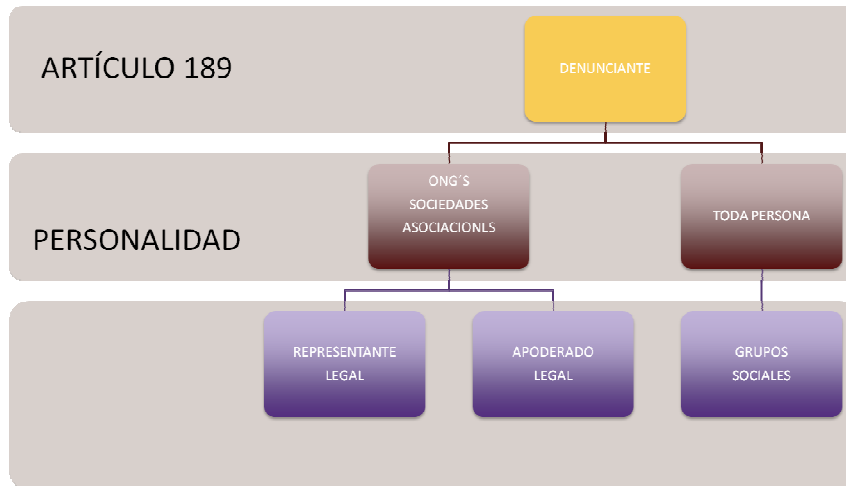 ARTÍCULO 189
DENUNCIANTE
PERSONALIDAD
ONG´S
SOCIEDADES
ASOCIACIONLS
TODA PERSONA
REPRESENTANTE
LEGAL
APODERADO
LEGAL
GRUPOS
SOCIALES